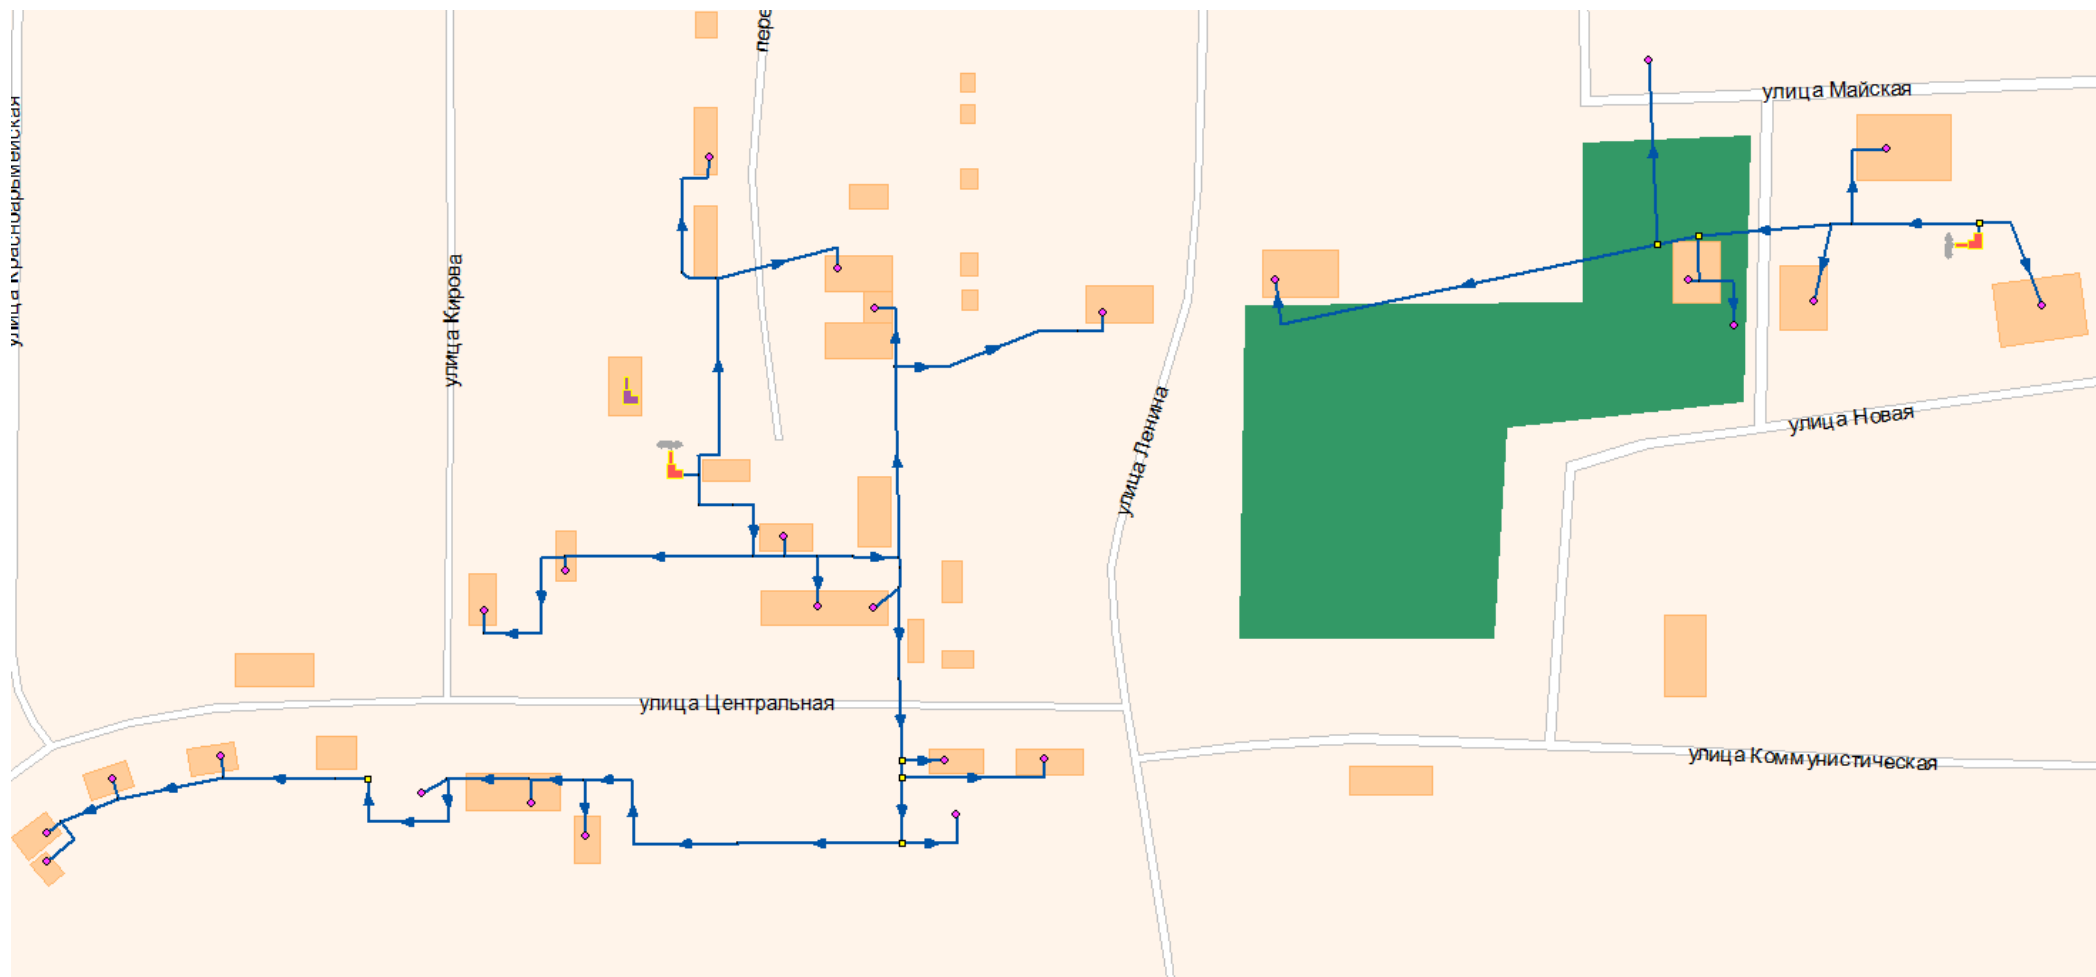 пере
улица Майская
улица Красноармейская
улица Кирова
улица Ленина
улица Новая
улица Центральная
улица Коммунистическая